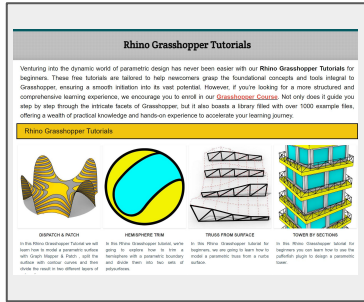 Rhino Grasshopper Tutorials
Venturing into the dynamic world of parametric design has never been easier with our Rhino Grasshopper Tutorials for
beginners. These free tutorials are tailored to help newcomers grasp the foundational concepts and tools integral to
Grasshopper, ensuring a smooth initiation into its vast potential. However, if you're looking for a more structured and
comprehensive learning experience, we encourage you to enroll in our Grasshopper Course. Not only does it guide you
step by step through the intricate facets of Grasshopper, but it also boasts a library filled with over 1000 example files,
offering a wealth of practical knowledge and hands-on experience to accelerate your learning journey.
Rhino Grasshopper Tutorials
DISPATCH & PATCH
In this Rhino Grasshopper Tutorial we will
learn how to model a parametric surface
with Graph Mapper & Patch , split the
surface with contour curves and then
divide the result in two different layers of
HEMISPHERE TRIM
In this Rhino Grasshopper tutorial, we're
going to explore how to trim a
hemisphere with a parametric boundary
and divide them into two sets of
polysurfaces.
TRUSS FROM SURFACE
In this Rhino Grasshopper tutorial for
beginners, we are going to learn how to
model a parametric truss from a nurbs
surface.
TOWER BY SECTIONS
In this Rhino Grasshopper tutorial for
beginners you can learn how to use the
pufferfish plugin to design a parametric
tower.